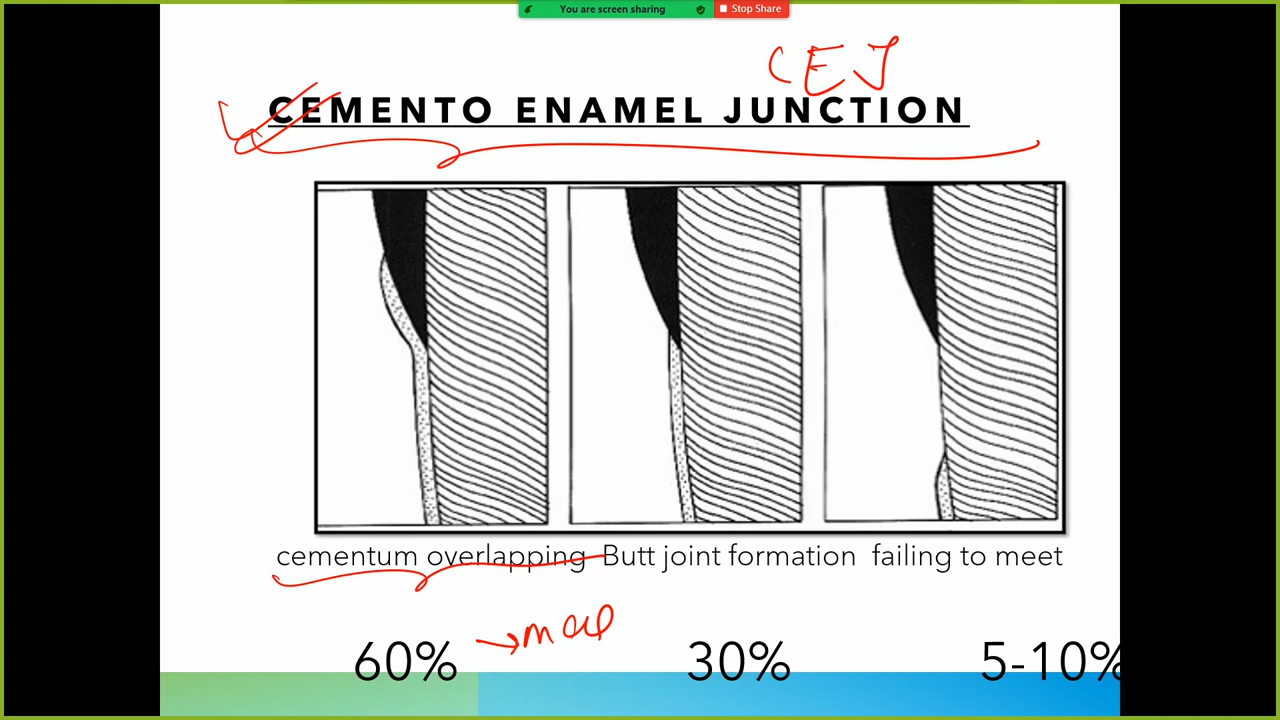 You are screen sharing Stop Share
CEJ
CEMENTO ENAMEL JUNCTION
cementum overlapping Butt joint formation failing to meet
60% 30% 5-10%